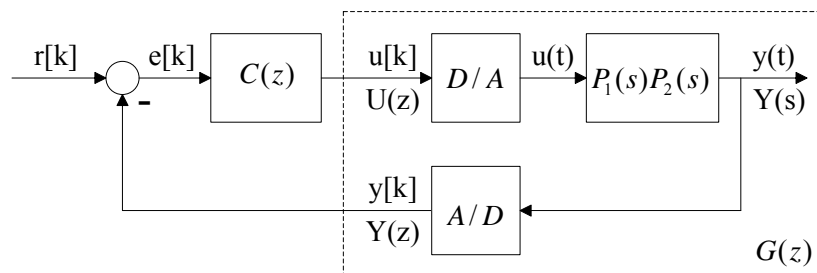 r[k]
e[k]
C(z)
u[k]
U(z)
D/A
u(t)
P₁(s)P₂(s)
y(t)
Y(s)
-
y[k]
Y(z)
A/D
G(z)